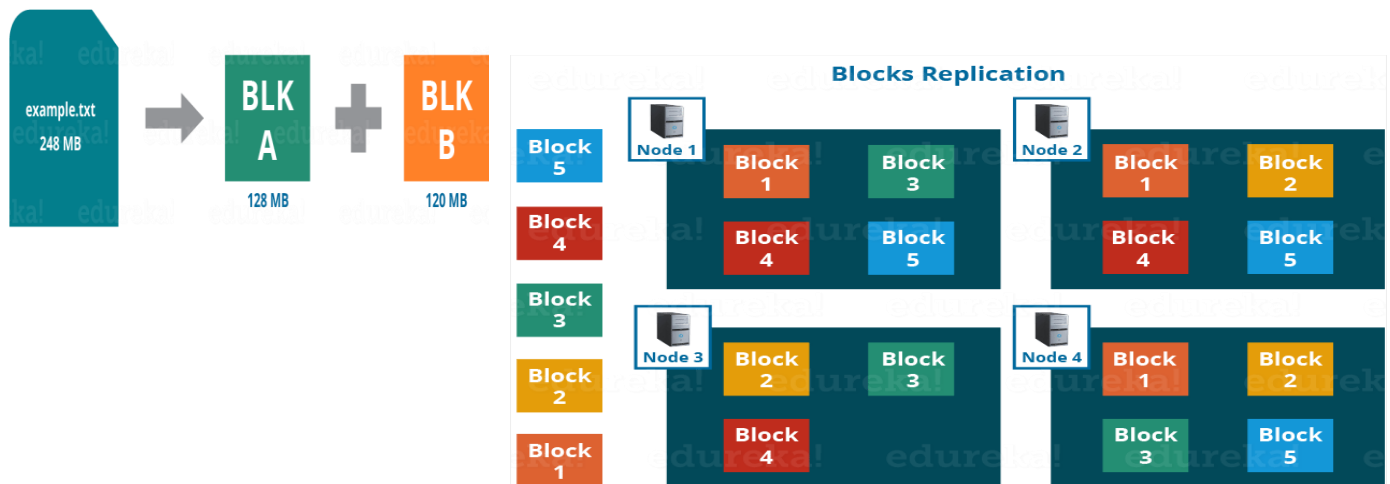 example.txt
248 MB
BLK
A
128 MB
BLK
B
120 MB
Blocks Replication
Block
5
Block
4
Block
3
Block
2
Block
1
Node 1
Block
1
Block
3
Block
4
Block
5
Node 2
Block
1
Block
2
Block
4
Block
5
Node 3
Block
2
Block
3
Block
4
Node 4
Block
1
Block
2
Block
3
Block
5
edureka!